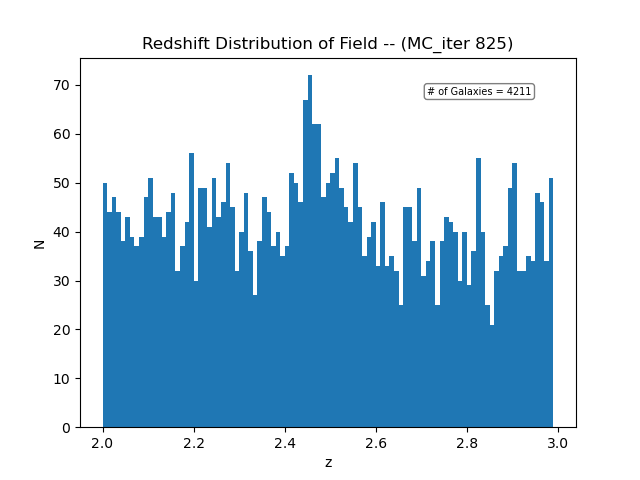 Redshift Distribution of Field -- (MC_iter 825)
# of Galaxies = 4211
70
60
50
40
30
20
10
0
N
2.0 2.2 2.4 2.6 2.8 3.0
z